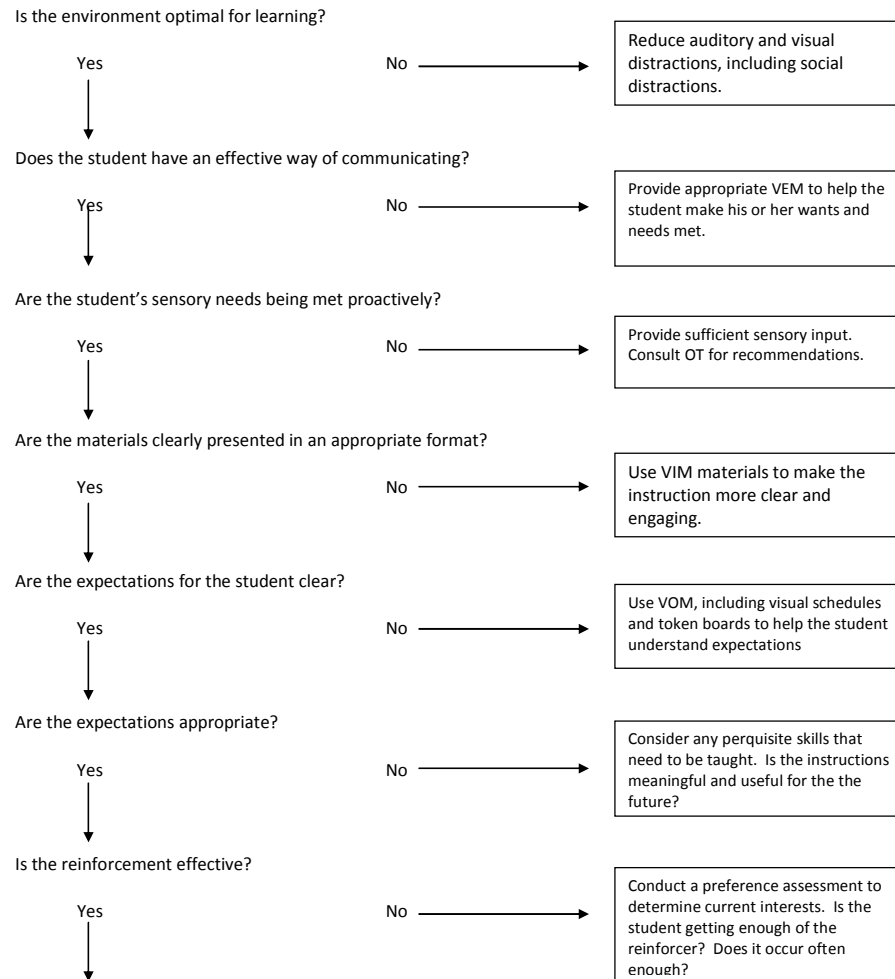 Is the environment optimal for learning?
Yes
No
Reduce auditory and visual
distractions, including social
distractions.
Does the student have an effective way of communicating?
Yes
No
Provide appropriate VEM to help the
student make his or her wants and
needs met.
Are the student’s sensory needs being met proactively?
Yes
No
Provide sufficient sensory input.
Consult OT for recommendations.
Are the materials clearly presented in an appropriate format?
Yes
No
Use VIM materials to make the
instruction more clear and
engaging.
Are the expectations for the student clear?
Yes
No
Use VOM, including visual schedules
and token boards to help the student
understand expectations
Are the expectations appropriate?
Yes
No
Consider any perquisite skills that
need to be taught. Is the instructions
meaningful and useful for the the
future?
Is the reinforcement effective?
Yes
No
Conduct a preference assessment to
determine current interests. Is the
student getting enough of the
reinforcer? Does it occur often
enough?